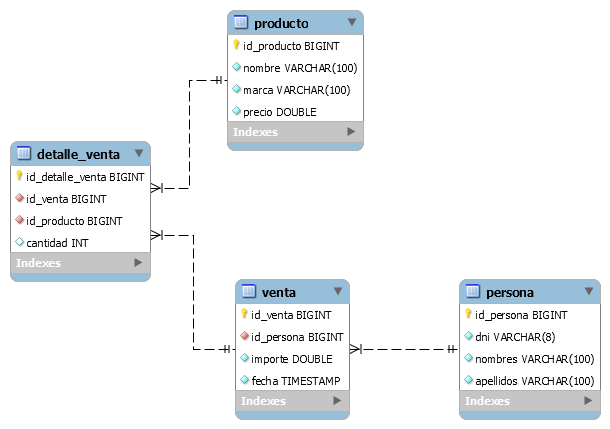 producto
id_producto BIGINT
nombre VARCHAR(100)
marca VARCHAR(100)
precio DOUBLE
Indexes
detalle_venta
id_detalle_venta BIGINT
id_venta BIGINT
id_producto BIGINT
cantidad INT
Indexes
venta
id_venta BIGINT
id_persona BIGINT
importe DOUBLE
fecha TIMESTAMP
Indexes
persona
id_persona BIGINT
dni VARCHAR(8)
nombres VARCHAR(100)
apellidos VARCHAR(100)
Indexes